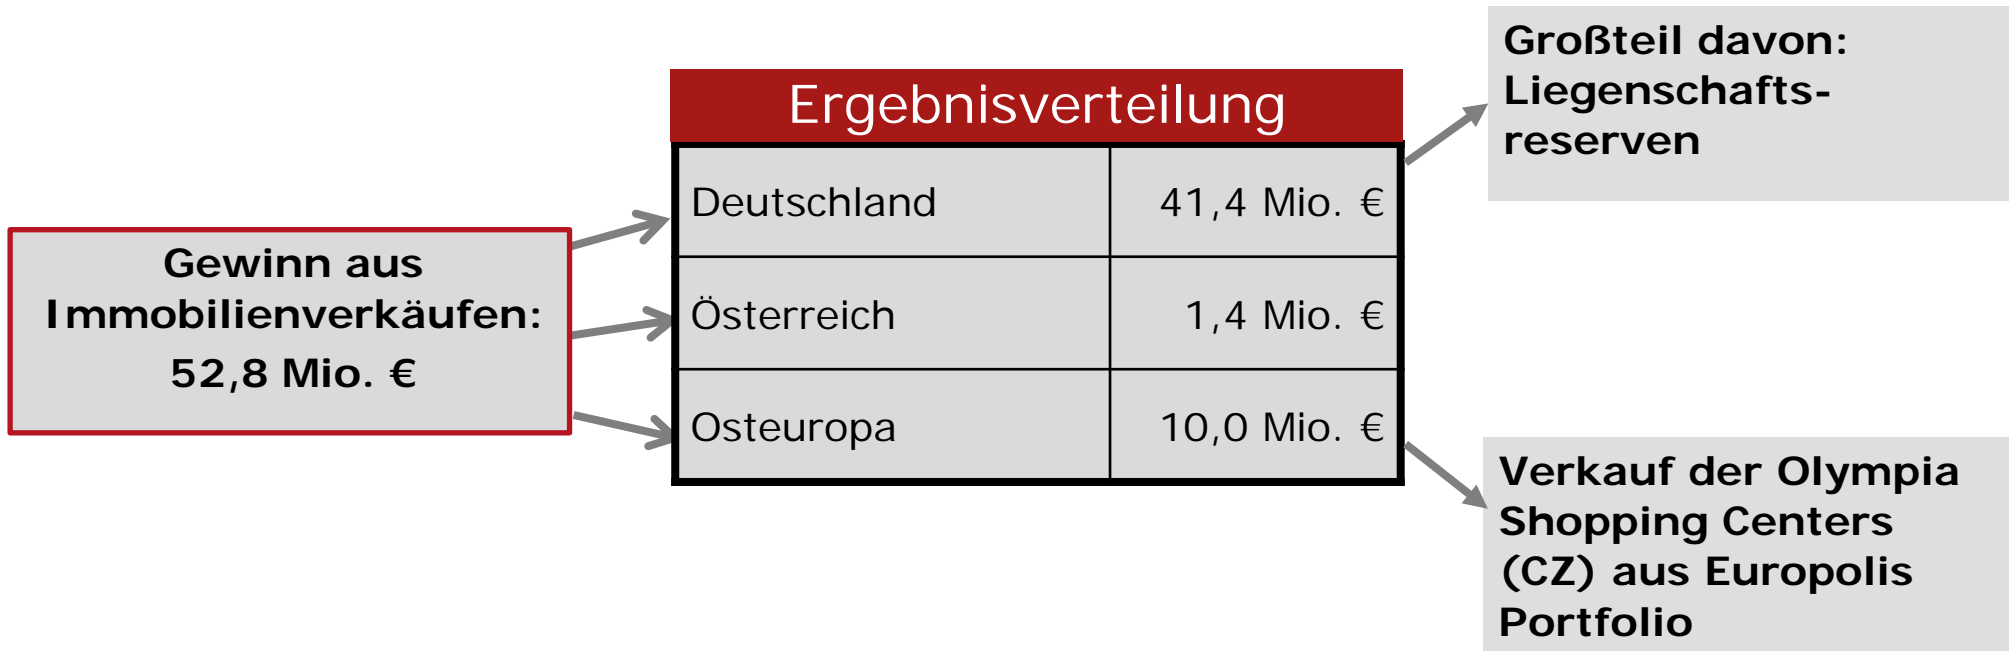 Gewinn aus
Immobilienverkäufen:
52,8 Mio. €
Ergebnisverteilung
Deutschland 41,4 Mio. €
Österreich 1,4 Mio. €
Osteuropa 10,0 Mio. €
Großteil davon:
Liegenschafts-
reserven
Verkauf der Olympia
Shopping Centers
(CZ) aus Europolis
Portfolio